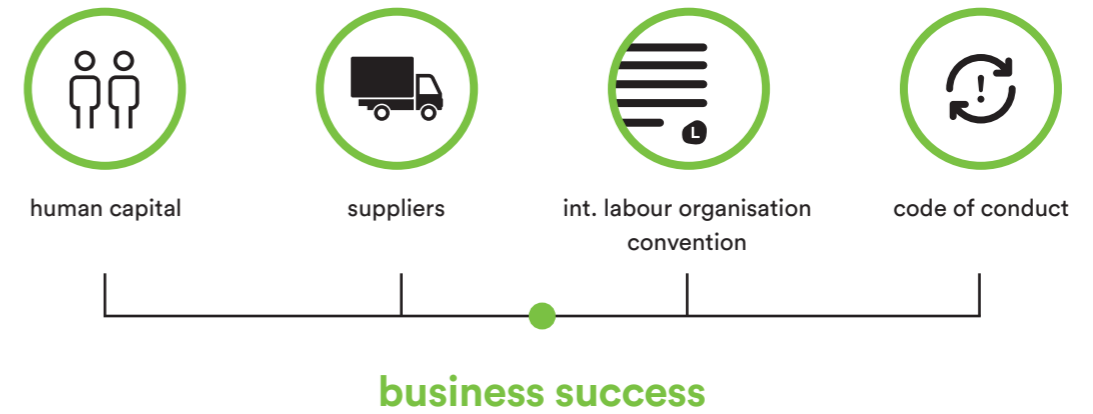 L
human capital
suppliers
int. labour organisation
convention
code of conduct
business success